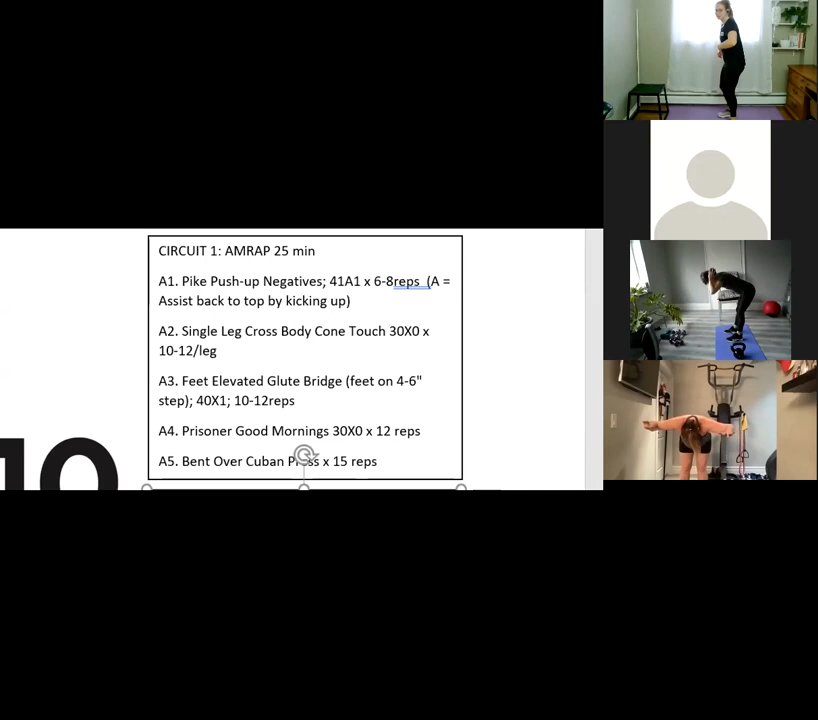 CIRCUIT 1: AMRAP 25 min
A1. Pike Push-up Negatives; 41A1 x 6-8reps (A =
Assist back to top by kicking up)
A2. Single Leg Cross Body Cone Touch 30X0 x
10-12/leg
A3. Feet Elevated Glute Bridge (feet on 4-6"
step); 40X1; 10-12reps
A4. Prisoner Good Mornings 30X0 x 12 reps
A5. Bent Over Cuban Press x 15 reps
10